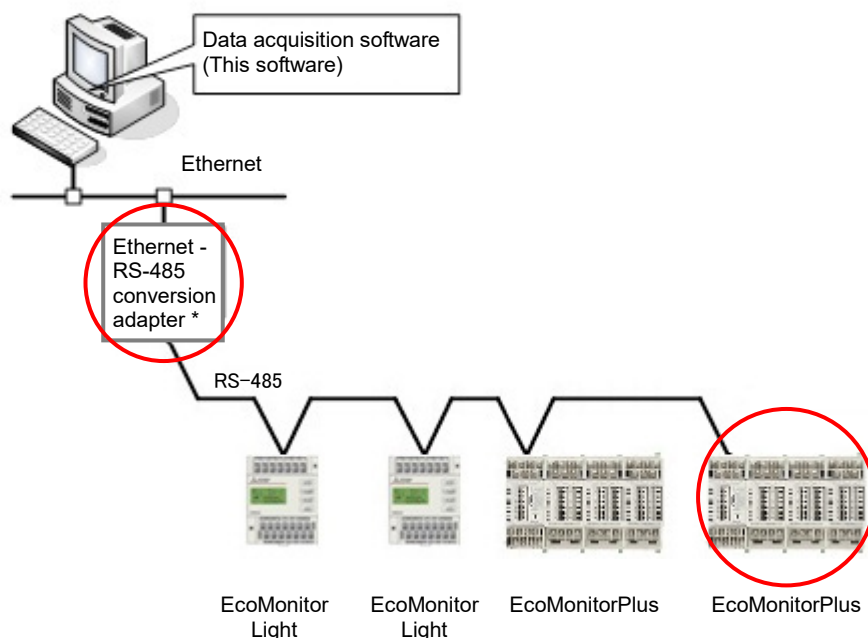 Data acquisition software
(This software)
Ethernet
Ethernet -
RS-485
conversion
adapter *
RS-485
EcoMonitor
Light
EcoMonitor
Light
EcoMonitorPlus
EcoMonitorPlus